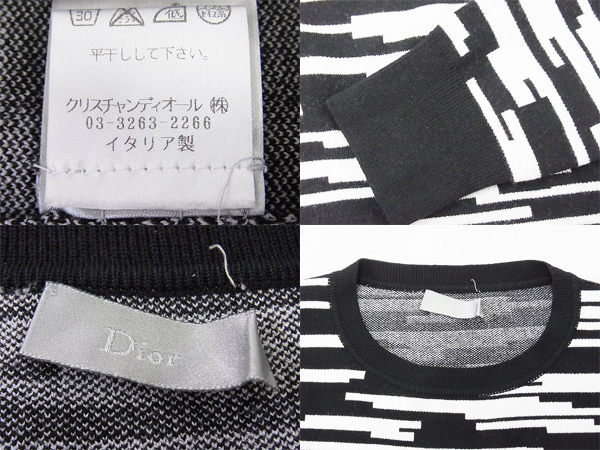 30 低
平干しして下さい。
クリスチャンディオール ㈱
03-3263-2266
イタリア製
Dior